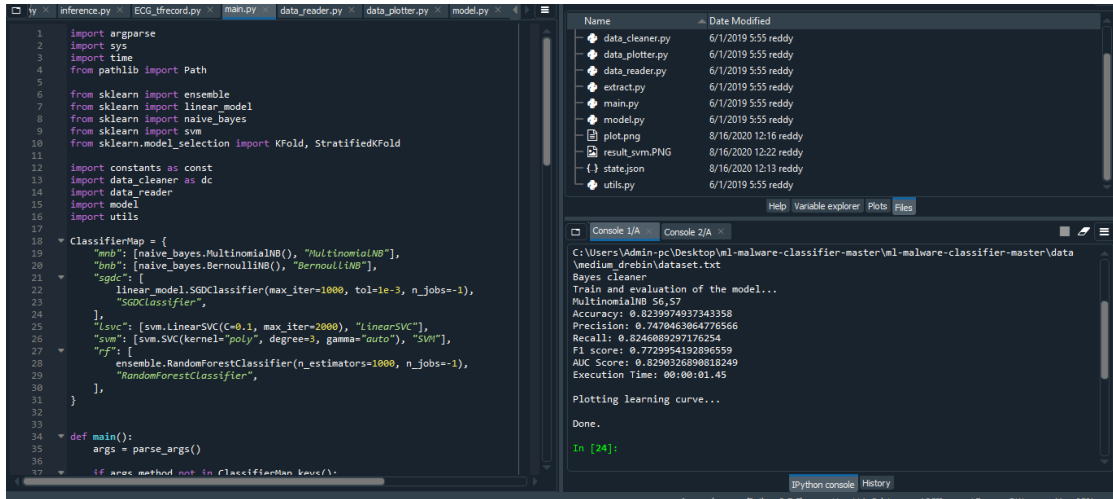 iy × inference.py × ECG_tfrecord.py × main.py × data_reader.py × data_plotter.py × model.py ×
1 import argparse
2 import sys
3 import time
4 from pathlib import Path
5
6 from sklearn import ensemble
7 from sklearn import linear_model
8 from sklearn import naive_bayes
9 from sklearn import svm
10 from sklearn.model_selection import KFold, StratifiedKFold
11
12 import constants as const
13 import data_cleaner as dc
14 import data_reader
15 import model
16 import utils
17
18 ClassifierMap = {
19 "mnb": [naive_bayes.MultinomialNB(), "MultinomialNB"],
20 "bnb": [naive_bayes.BernoulliNB(), "BernoulliNB"],
21 "sgdc": [
22 linear_model.SGDClassifier(max_iter=1000, tol=1e-3, n_jobs=-1),
23 "SGDClassifier",
24 ],
25 "lsvc": [svm.LinearSVC(C=0.1, max_iter=2000), "LinearSVC"],
26 "svm": [svm.SVC(kernel="poly", degree=3, gamma="auto"), "SVM"],
27 "rf": [
28 ensemble.RandomForestClassifier(n_estimators=1000, n_jobs=-1),
29 "RandomForestClassifier",
30 ],
31 }
32
33
34 def main():
35 args = parse_args()
36
37 if args.method not in ClassifierMap.keys():
Name Date Modified
data_cleaner.py 6/1/2019 5:55 reddy
data_plotter.py 6/1/2019 5:55 reddy
data_reader.py 6/1/2019 5:55 reddy
extract.py 6/1/2019 5:55 reddy
main.py 6/1/2019 5:55 reddy
model.py 6/1/2019 5:55 reddy
plot.png 8/16/2020 12:16 reddy
result_svm.PNG 8/16/2020 12:22 reddy
{.} state.json 8/16/2020 12:13 reddy
utils.py 6/1/2019 5:55 reddy
Help Variable explorer Plots Files
Console 1/A × Console 2/A ×
C:\Users\Admin-pc\Desktop\ml-malware-classifier-master\ml-malware-classifier-master\data
\medium_drebin\dataset.txt
Bayes cleaner
Train and evaluation of the model...
MultinomialNB S6,S7
Accuracy: 0.8239974937343358
Precision: 0.7470463064776566
Recall: 0.8246089297176254
F1 score: 0.7729954192896559
AUC Score: 0.8290326890818249
Execution Time: 00:00:01.45
Plotting learning curve...
Done.
In [24]:
IPython console History